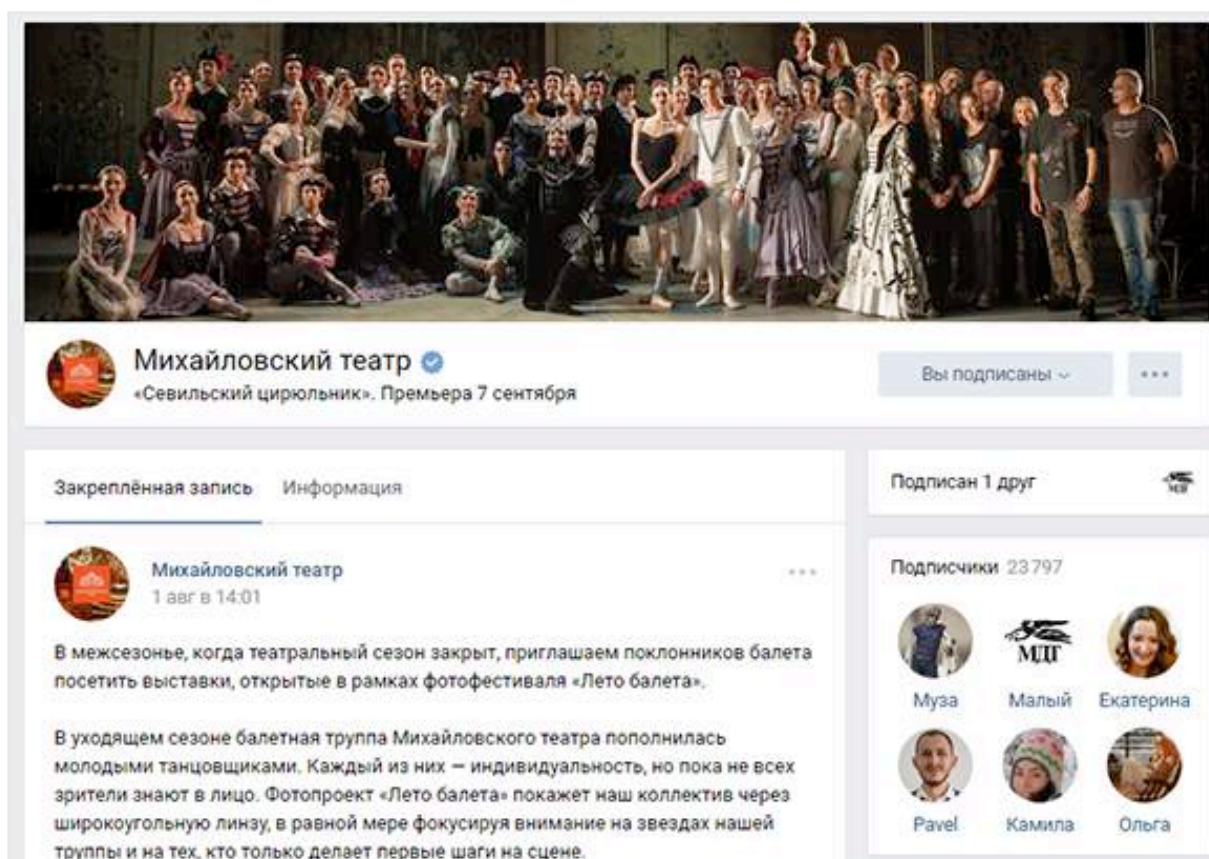 Михайловский театр
«Севильский цирюльник». Премьера 7 сентября
Вы подписаны
Закреплённая запись
Информация
Михайловский театр
1 авг в 14:01
В межсезонье, когда театральный сезон закрыт, приглашаем поклонников балета
посетить выставки, открытые в рамках фотофестиваля «Лето балета».
В уходящем сезоне балетная труппа Михайловского театра пополнилась
молодыми танцовщиками. Каждый из них — индивидуальность, но пока не всех
зрители знают в лицо. Фотопроект «Лето балета» покажет наш коллектив через
широкоугольную линзу, в равной мере фокусируя внимание на звездах нашей
труппы и на тех, кто только делает первые шаги на сцене.
Подписан 1 друг
МДТ
Подписчики 23 797
МДТ
Муза Малый Екатерина
Pavel Камила Ольга